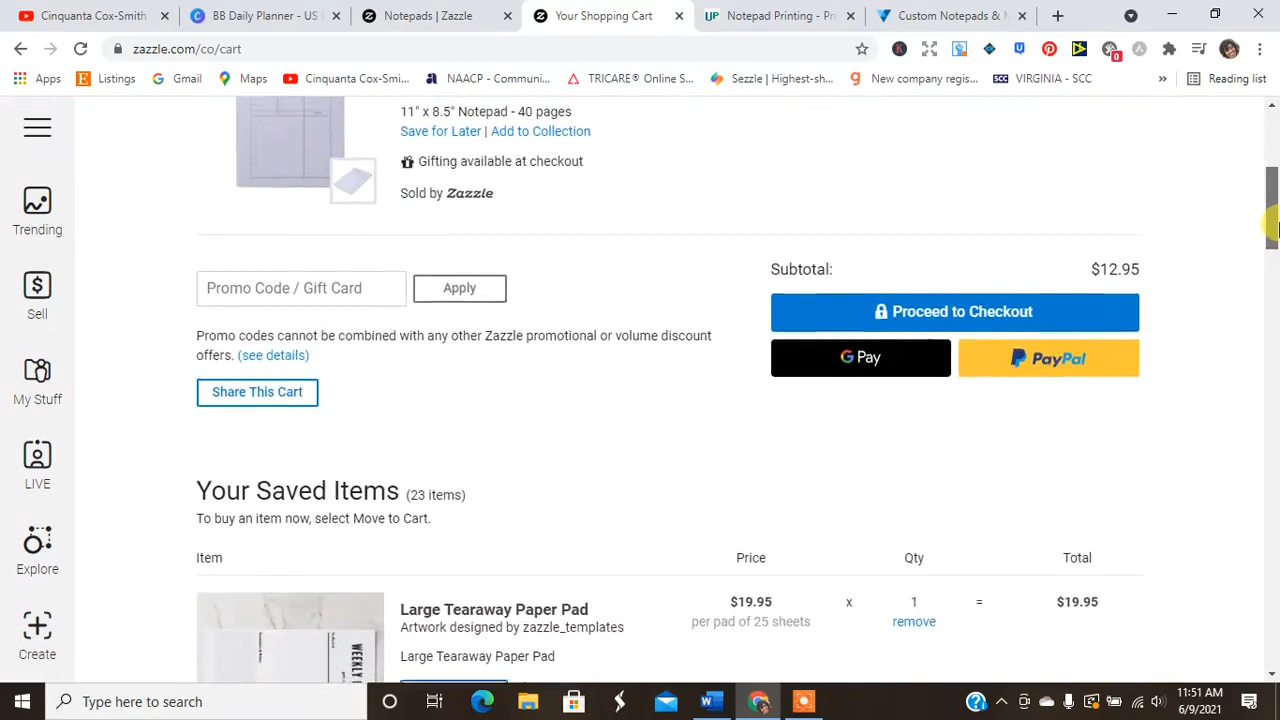 Cinquanta Cox-Smith
BB Daily Planner - US
Notepads | Zazzle
Your Shopping Cart
UP Notepad Printing - Pr
Custom Notepads & N
zazzle.com/co/cart
0
Apps
Listings
Gmail
Maps
Cinquanta Cox-Smi...
NAACP - Communi...
TRICARE® Online S...
Sezzle | Highest-sh...
New company regis...
SCC VIRGINIA - SCC
Reading list
11" x 8.5" Notepad - 40 pages
Save for Later | Add to Collection
Gifting available at checkout
Sold by Zazzle
Trending
Sell
My Stuff
LIVE
Explore
Create
Promo Code / Gift Card
Apply
Promo codes cannot be combined with any other Zazzle promotional or volume discount
offers. (see details)
Share This Cart
Subtotal: $12.95
Proceed to Checkout
G Pay
PayPal
Your Saved Items (23 items)
To buy an item now, select Move to Cart.
Item Price Qty Total
Large Tearaway Paper Pad
Artwork designed by zazzle_templates
Large Tearaway Paper Pad
$19.95 x 1 = $19.95
per pad of 25 sheets remove
WEEKLY
Type here to search
11:51 AM
6/9/2021